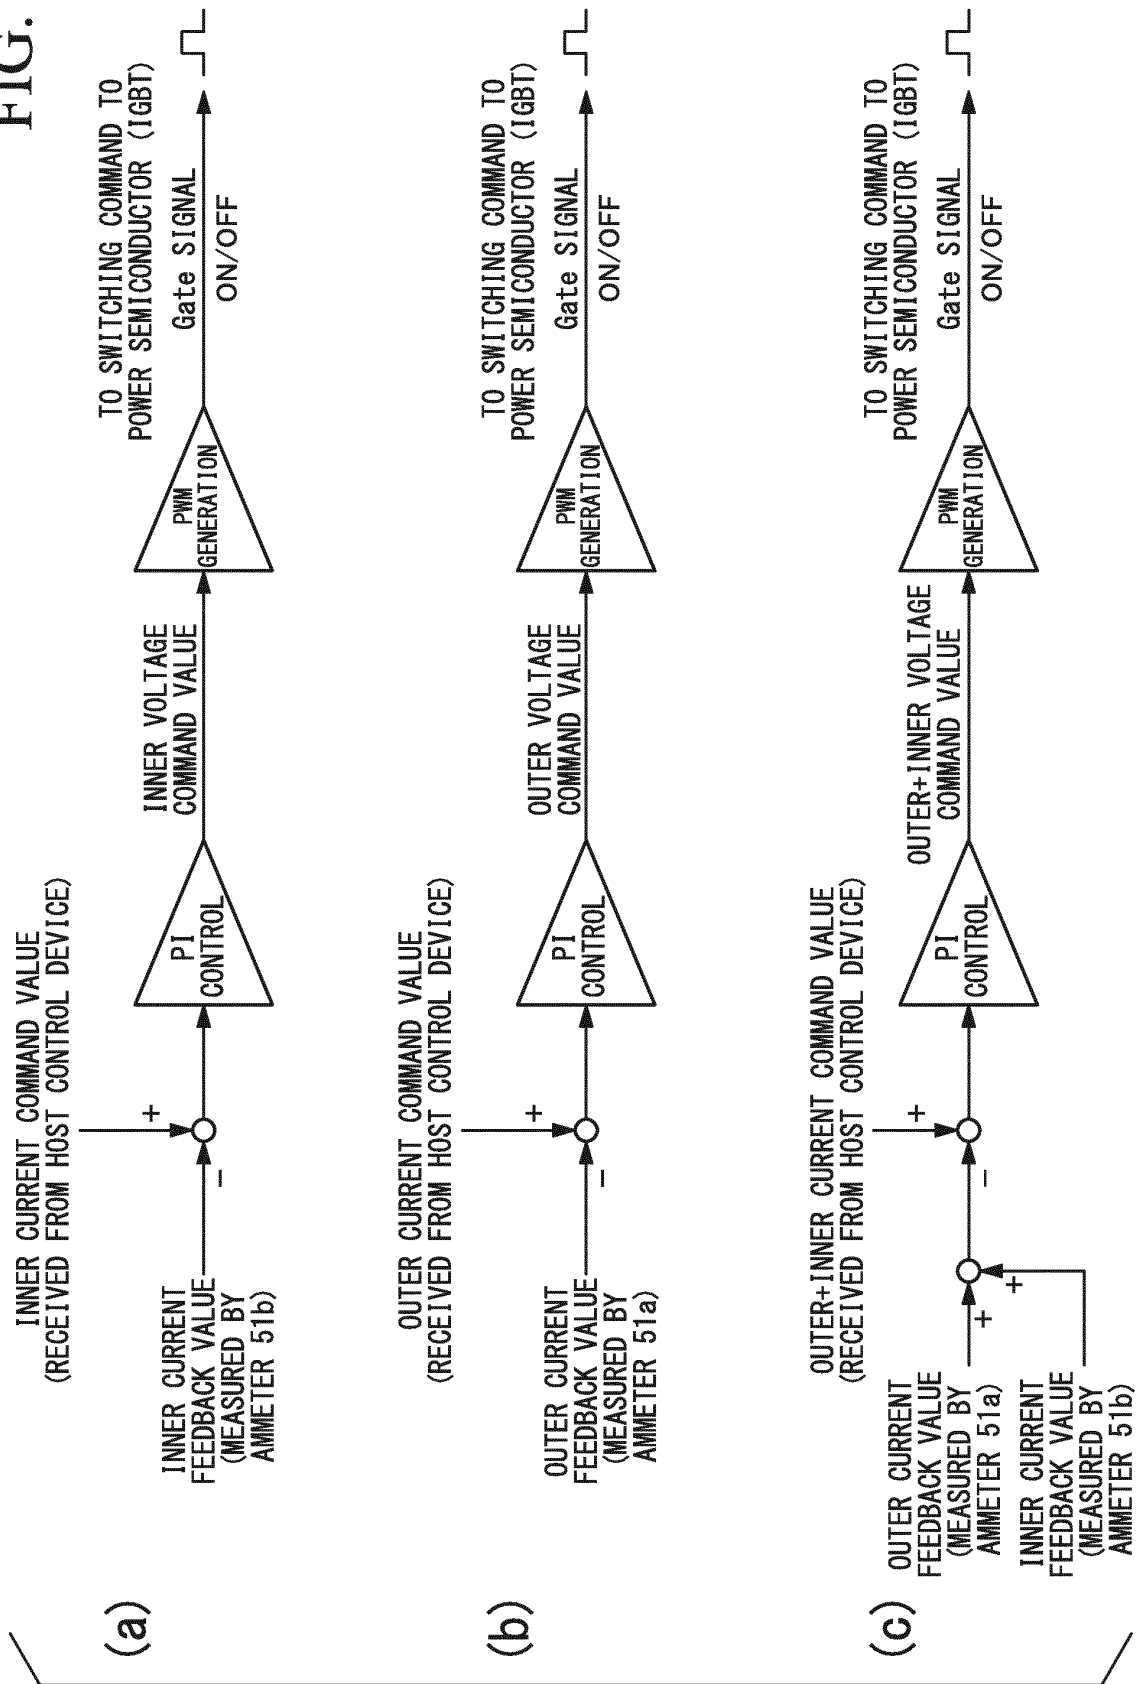 FIG.
(a)
INNER CURRENT COMMAND VALUE
(RECEIVED FROM HOST CONTROL DEVICE)
+
-
INNER CURRENT
FEEDBACK VALUE
(MEASURED BY
AMMETER 51b)
PI
CONTROL
INNER VOLTAGE
COMMAND VALUE
PWM
GENERATION
TO SWITCHING COMMAND TO
POWER SEMICONDUCTOR (IGBT)
Gate SIGNAL
ON/OFF
(b)
OUTER CURRENT COMMAND VALUE
(RECEIVED FROM HOST CONTROL DEVICE)
+
-
OUTER CURRENT
FEEDBACK VALUE
(MEASURED BY
AMMETER 51a)
PI
CONTROL
OUTER VOLTAGE
COMMAND VALUE
PWM
GENERATION
TO SWITCHING COMMAND TO
POWER SEMICONDUCTOR (IGBT)
Gate SIGNAL
ON/OFF
(c)
OUTER+INNER CURRENT COMMAND VALUE
(RECEIVED FROM HOST CONTROL DEVICE)
+
-
OUTER CURRENT
FEEDBACK VALUE
(MEASURED BY
AMMETER 51a)
+
+
INNER CURRENT
FEEDBACK VALUE
(MEASURED BY
AMMETER 51b)
PI
CONTROL
OUTER+INNER VOLTAGE
COMMAND VALUE
PWM
GENERATION
TO SWITCHING COMMAND TO
POWER SEMICONDUCTOR (IGBT)
Gate SIGNAL
ON/OFF